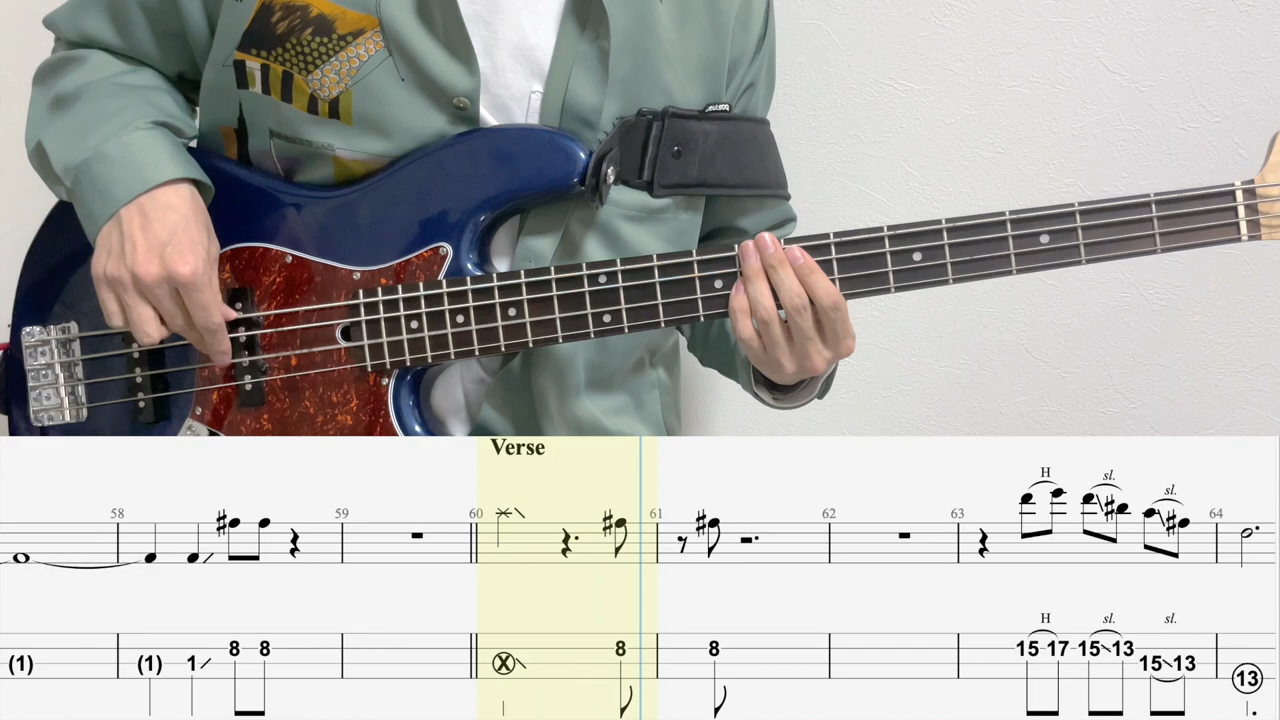 Verse
58 59 60 61 62 63 64
H sl. sl.
H sl. sl.
8 8 8 8 15 17 15 13
(1) (1) 1 X 15 13
13